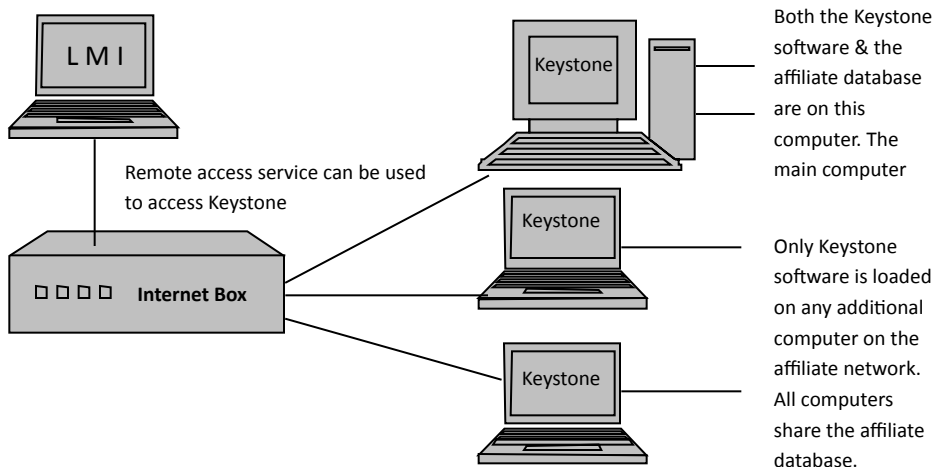 L M I
Remote access service can be used
to access Keystone
Internet Box
Keystone
Both the Keystone
software & the
affiliate database
are on this
computer. The
main computer
Keystone
Only Keystone
software is loaded
on any additional
computer on the
affiliate network.
All computers
share the affiliate
database.
Keystone